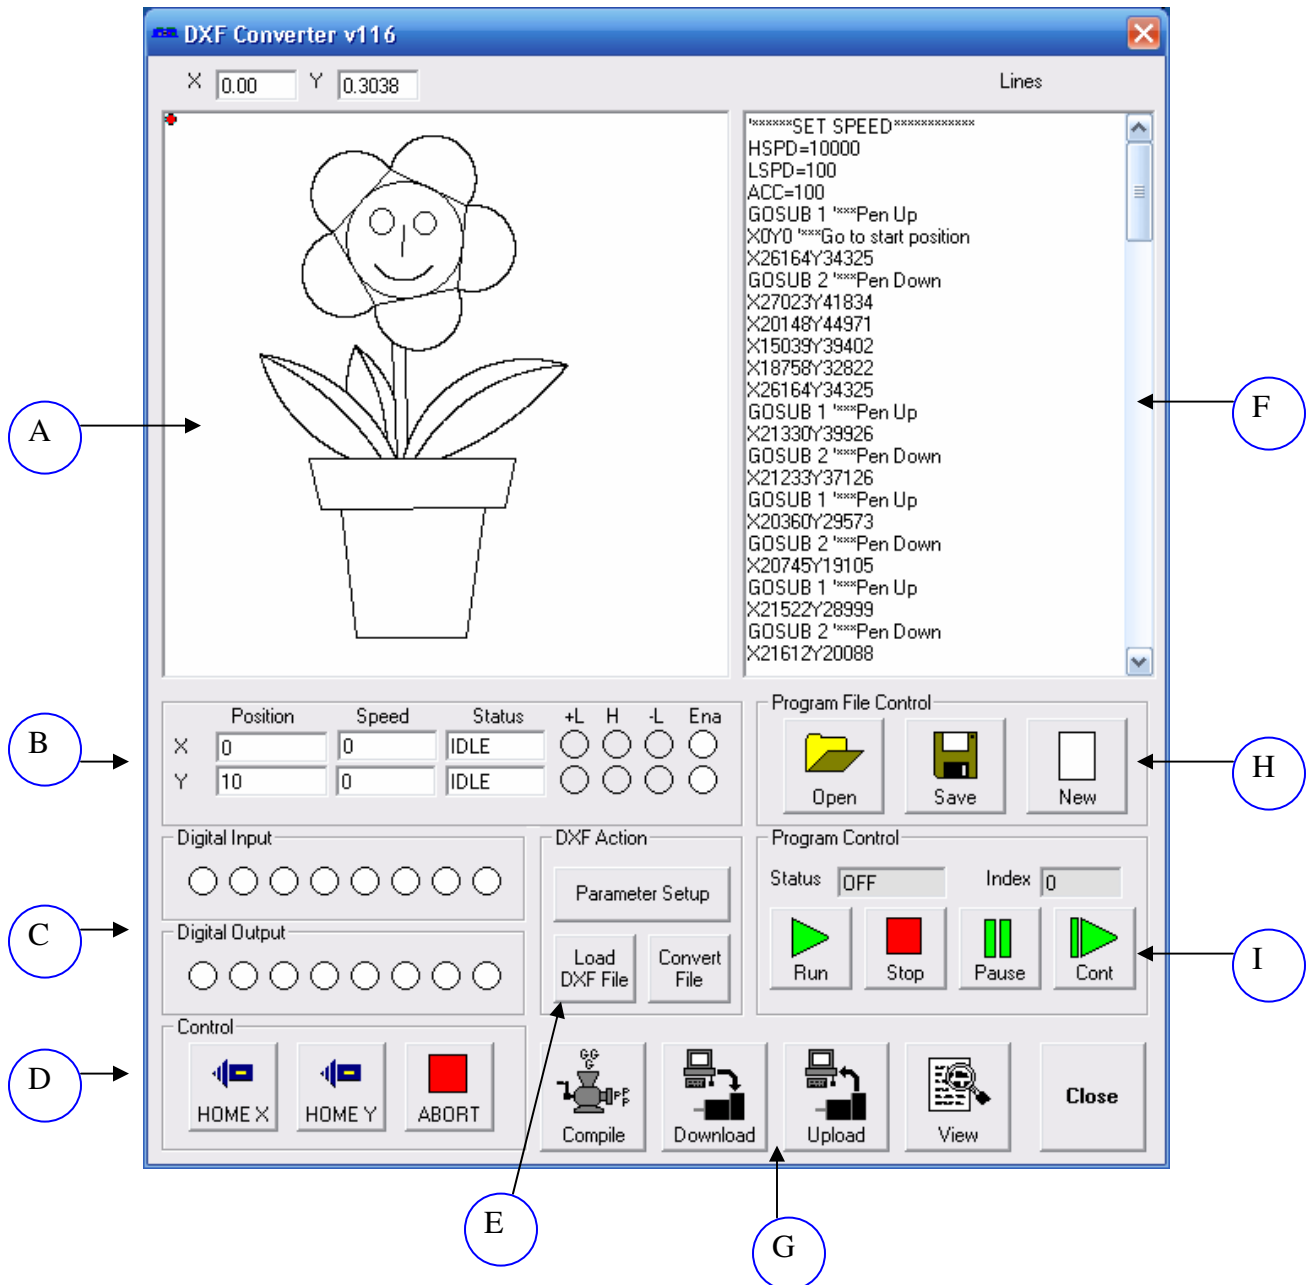 DXF Converter v116
X 0.00 Y 0.3038
Lines
'******SET SPEED************
HSPD=10000
LSPD=100
ACC=100
GOSUB 1 '***Pen Up
X0Y0 '***Go to start position
X26164Y34325
GOSUB 2 '***Pen Down
X27023Y41834
X20148Y44971
X15039Y39402
X18758Y32822
X26164Y34325
GOSUB 1 '***Pen Up
X21330Y39926
GOSUB 2 '***Pen Down
X21233Y37126
GOSUB 1 '***Pen Up
X20360Y29573
GOSUB 2 '***Pen Down
X20745Y19105
GOSUB 1 '***Pen Up
X21522Y28999
GOSUB 2 '***Pen Down
X21612Y20088
A
F
Position Speed Status +L H -L Ena
X 0 0 IDLE
Y 10 0 IDLE
B
Program File Control
Open Save New
H
Digital Input
Digital Output
C
DXF Action
Parameter Setup
Load DXF File
Convert File
Program Control
Status OFF Index 0
Run Stop Pause Cont
I
Control
HOME X HOME Y ABORT
D
GG
G
PP
P
Compile Download Upload View Close
E
G